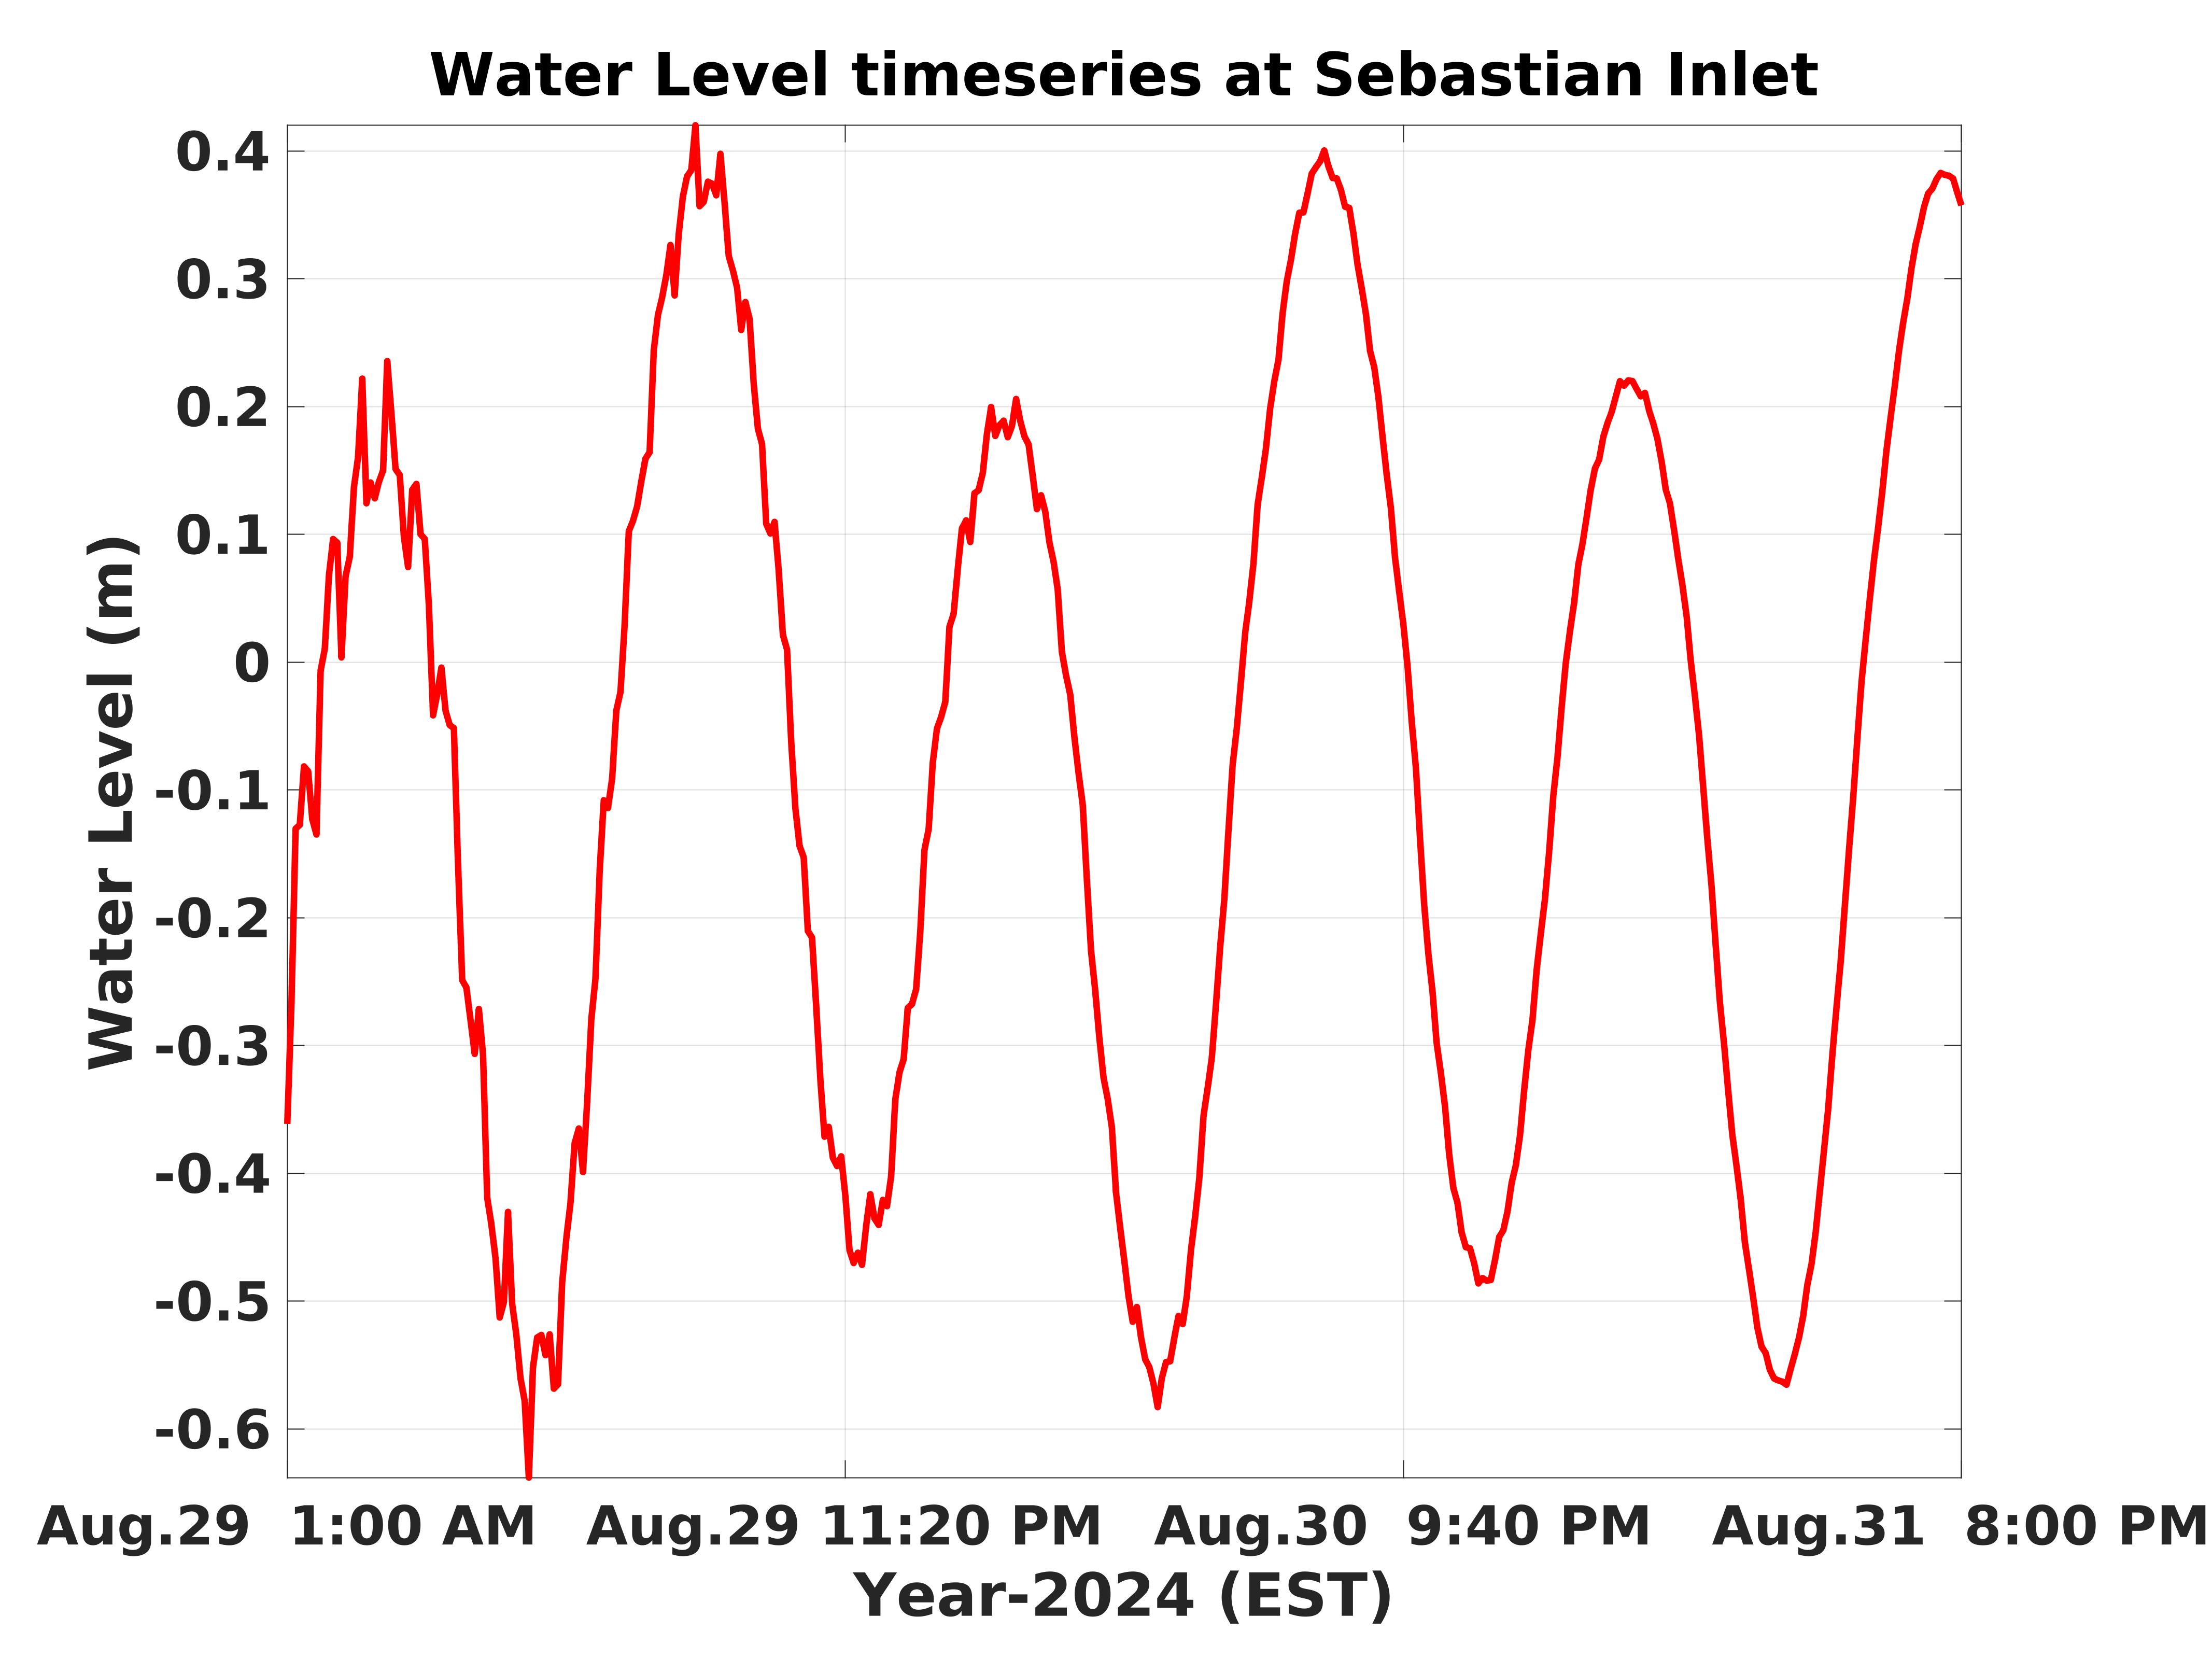 Water Level timeseries at Sebastian Inlet
0.4
0.3
0.2
0.1
0
-0.1
-0.2
-0.3
-0.4
-0.5
-0.6
Water Level (m)
Aug.29  1:00 AM Aug.29 11:20 PM Aug.30  9:40 PM Aug.31  8:00 PM
Year-2024 (EST)